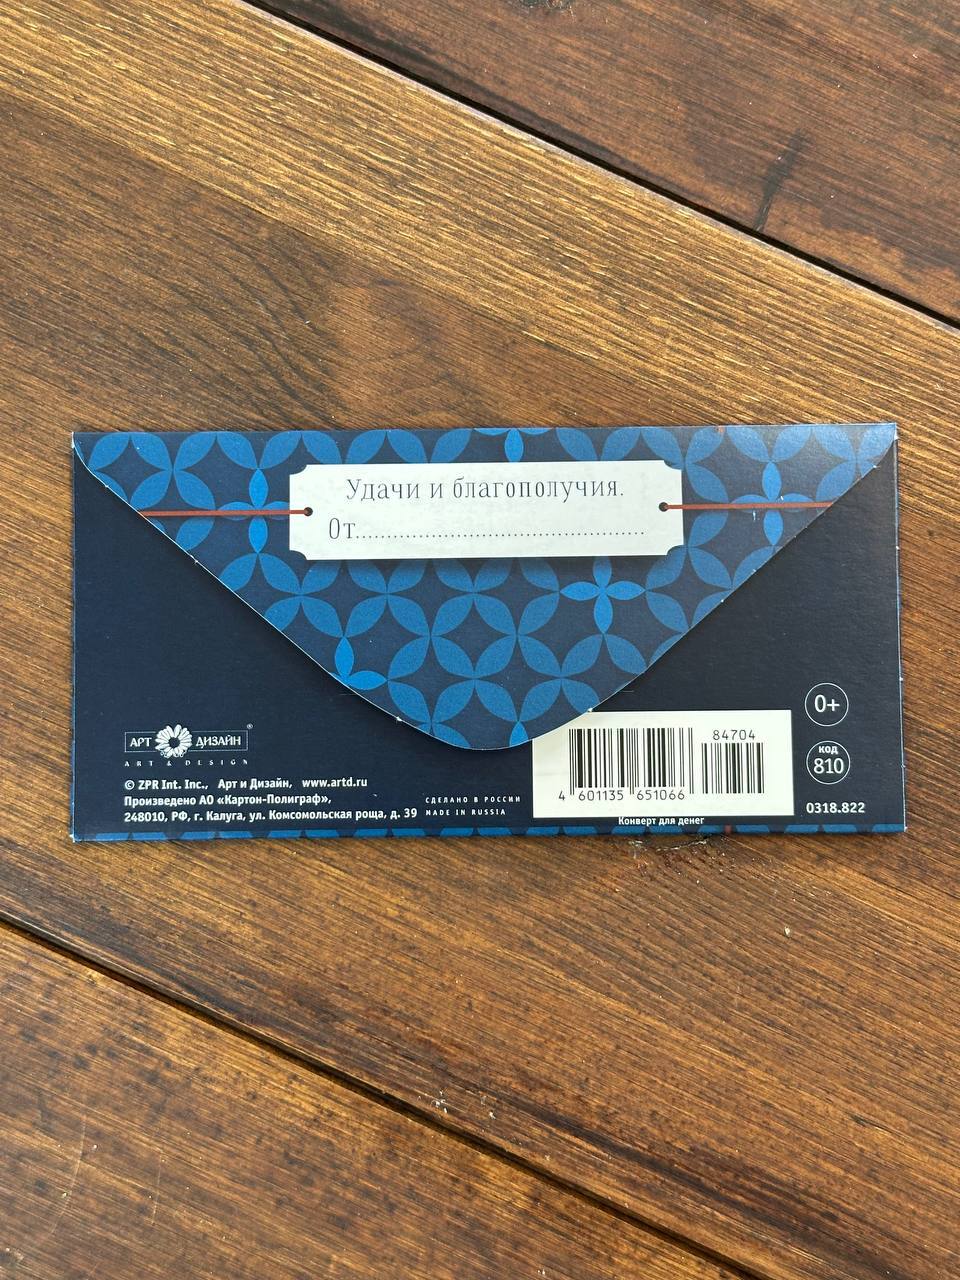 Удачи и благополучия.
От................................................
АРТ ДИЗАЙН ®
ART & DESIGN
© ZPR Int. Inc., Арт и Дизайн, www.artd.ru
Произведено АО «Картон-Полиграф»,
248010, РФ, г. Калуга, ул. Комсомольская роща, д. 39
СДЕЛАНО В РОССИИ
MADE IN RUSSIA
84704
4 601135 651066
Конверт для денег
0+
код
810
0318.822